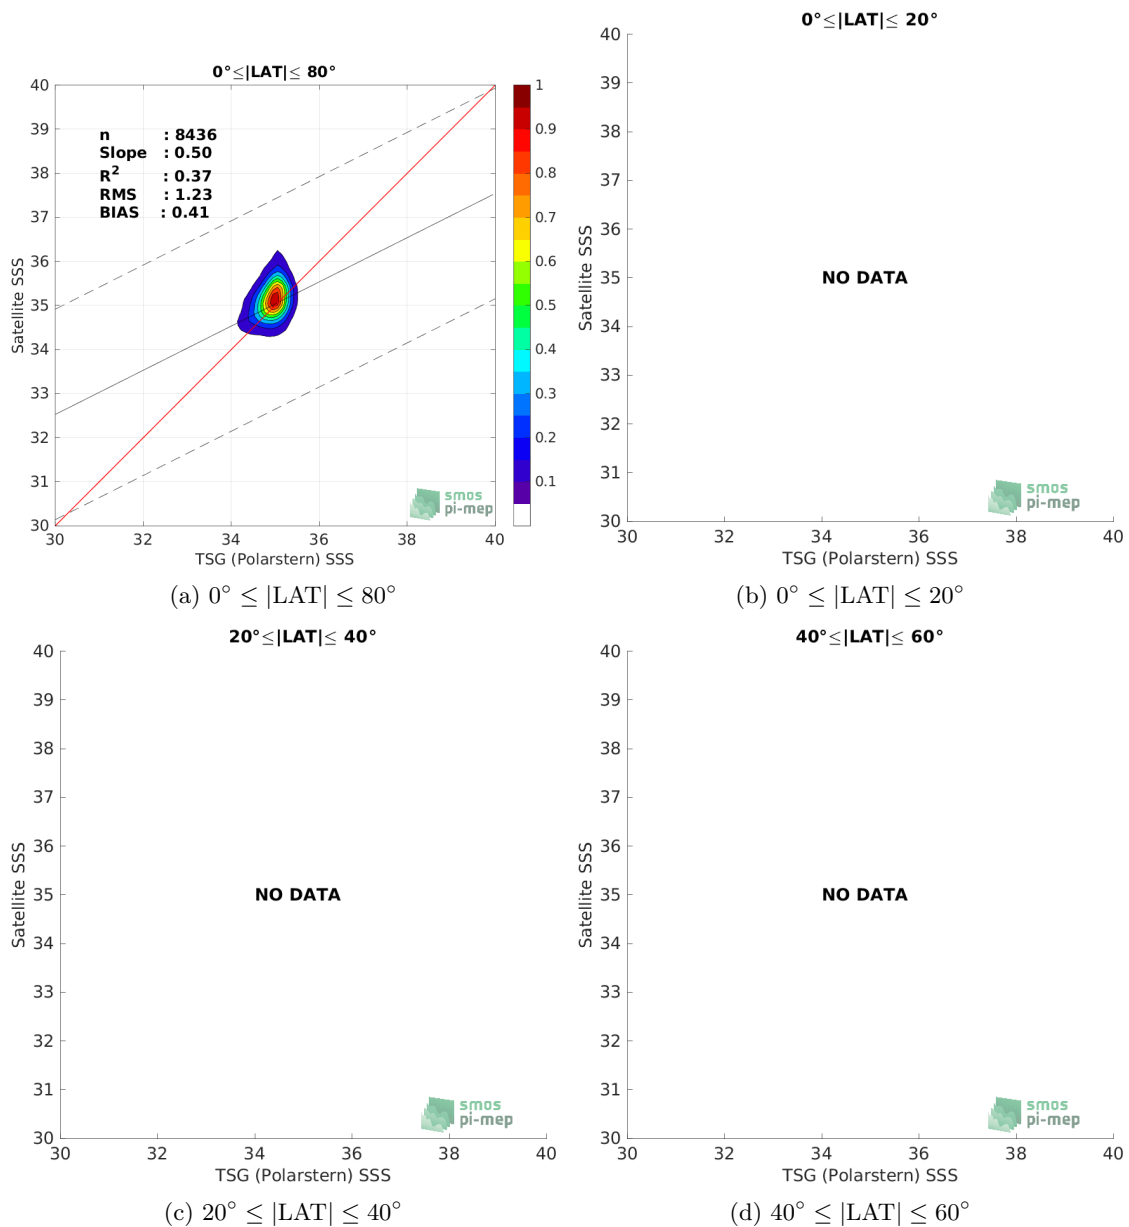 0°≤|LAT|≤ 80°
40
39
38
37
36
35
34
33
32
31
30
Satellite SSS
n : 8436
Slope : 0.50
R² : 0.37
RMS : 1.23
BIAS : 0.41
smos
pi-mep
30 32 34 36 38 40
TSG (Polarstern) SSS
1
0.9
0.8
0.7
0.6
0.5
0.4
0.3
0.2
0.1
(a) 0° ≤ |LAT| ≤ 80°
0°≤|LAT|≤ 20°
40
39
38
37
36
35
34
33
32
31
30
Satellite SSS
NO DATA
smos
pi-mep
30 32 34 36 38 40
TSG (Polarstern) SSS
(b) 0° ≤ |LAT| ≤ 20°
20°≤|LAT|≤ 40°
40
39
38
37
36
35
34
33
32
31
30
Satellite SSS
NO DATA
smos
pi-mep
30 32 34 36 38 40
TSG (Polarstern) SSS
(c) 20° ≤ |LAT| ≤ 40°
40°≤|LAT|≤ 60°
40
39
38
37
36
35
34
33
32
31
30
Satellite SSS
NO DATA
smos
pi-mep
30 32 34 36 38 40
TSG (Polarstern) SSS
(d) 40° ≤ |LAT| ≤ 60°